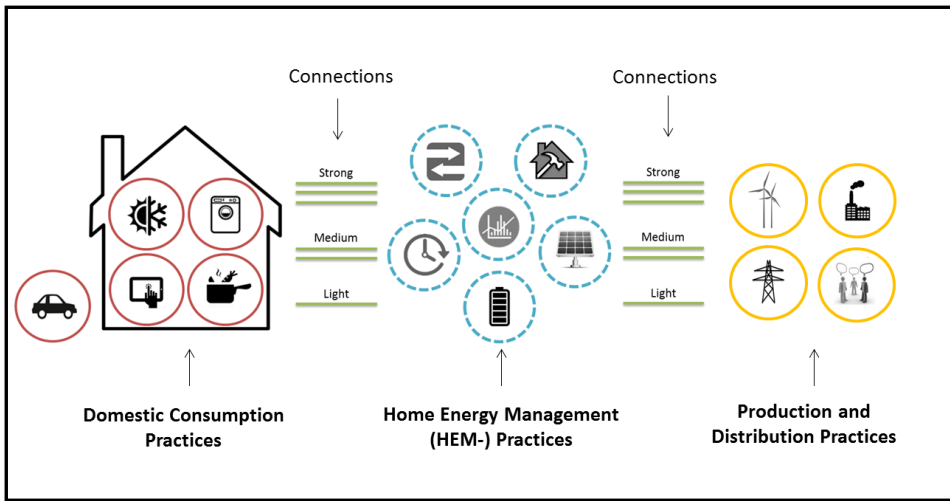 Connections
Connections
Strong
Strong
Medium
Medium
Light
Light
Domestic Consumption
Practices
Home Energy Management
(HEM-) Practices
Production and
Distribution Practices